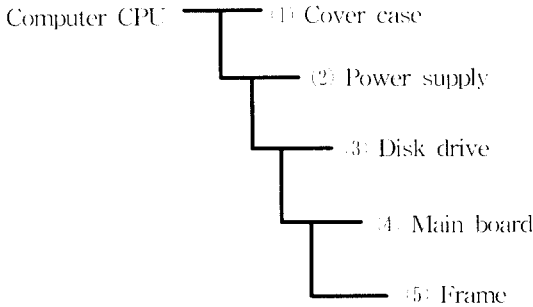 Computer CPU (1) Cover case
(2) Power supply
(3) Disk drive
(4) Main board
(5) Frame